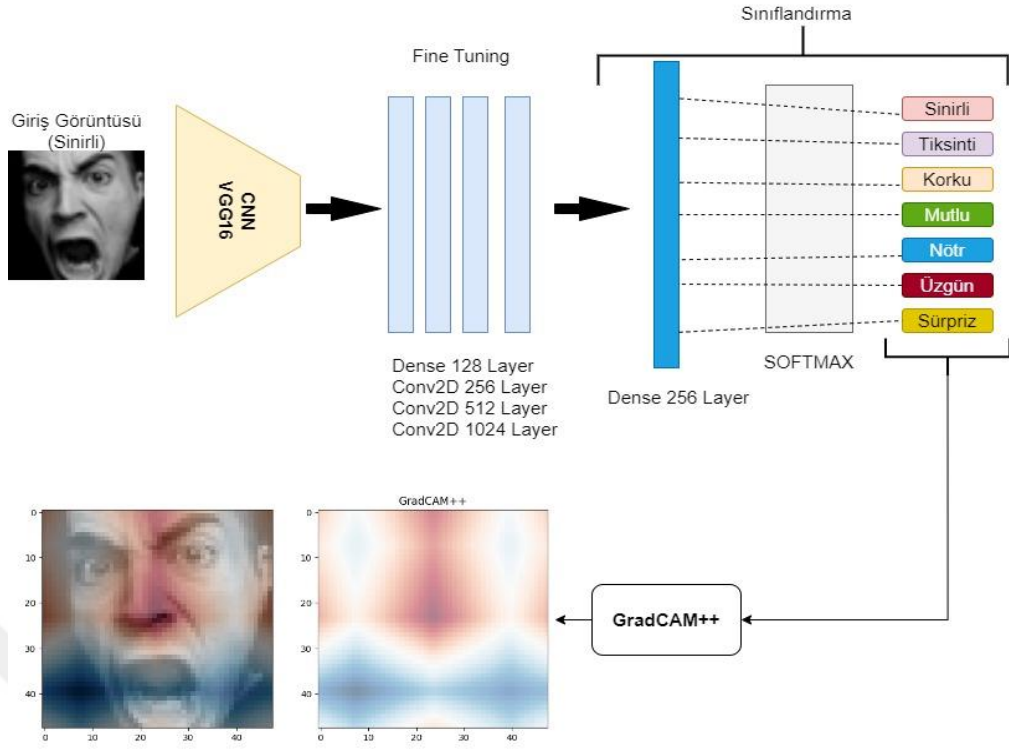 Sınıflandırma
Fine Tuning
Giriş Görüntüsü
(Sinirli)
CNN
VGG16
Sinirli
Tiksinti
Korku
Mutlu
Nötr
Üzgün
Sürpriz
SOFTMAX
Dense 128 Layer
Conv2D 256 Layer
Conv2D 512 Layer
Conv2D 1024 Layer
Dense 256 Layer
GradCAM++
0
10
20
30
40
0 10 20 30 40
0
10
20
30
40
0 10 20 30 40
GradCAM++